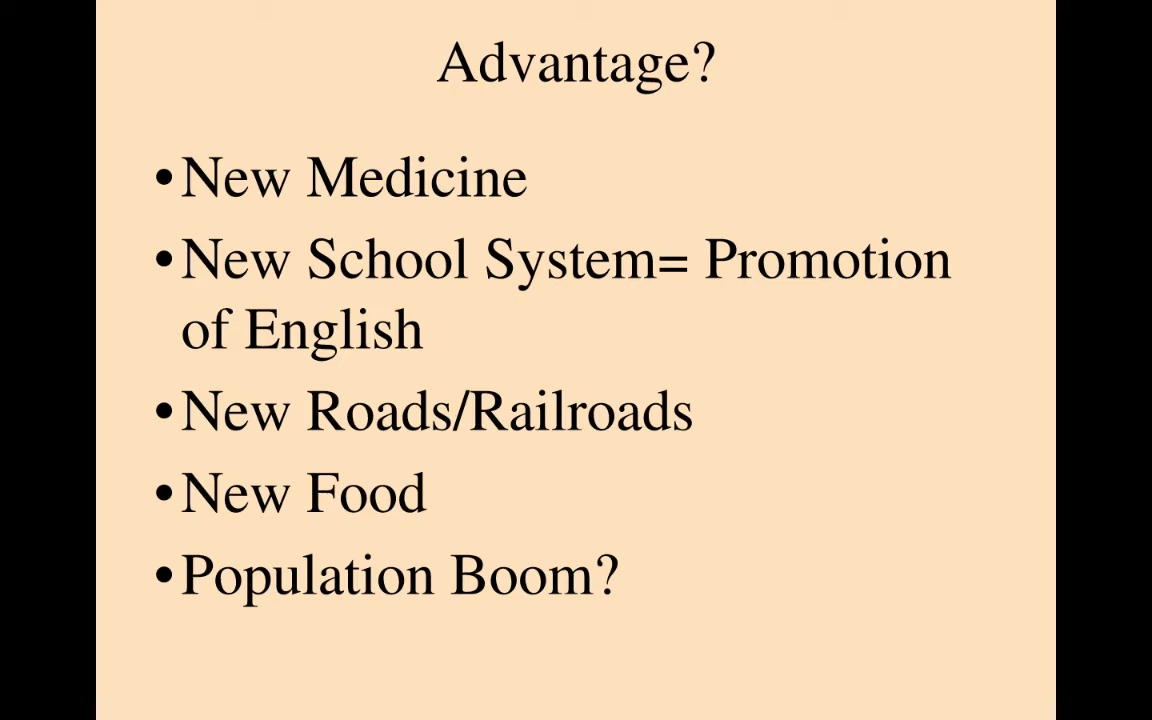 Advantage?
•New Medicine
•New School System= Promotion
of English
•New Roads/Railroads
•New Food
•Population Boom?